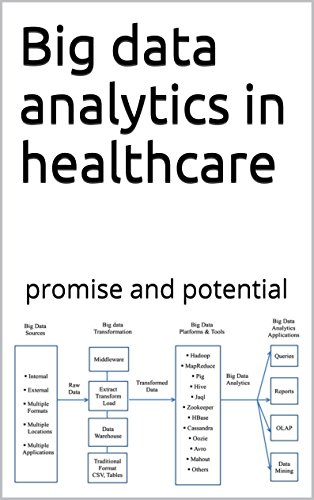 Big data
analytics in
healthcare
promise and potential
Big Data
Sources
Big data
Transformation
Big Data
Platforms & Tools
Big Data
Analytics
Applications
• Internal
• External
• Multiple
Formats
• Multiple
Locations
• Multiple
Applications
Raw
Data
Middleware
Extract
Transform
Load
Data
Warehouse
Traditional
Format
CSV, Tables
Transformed
Data
• Hadoop
• MapReduce
• Pig
• Hive
• Jaql
• Zookeeper
• HBase
• Cassandra
• Oozie
• Avro
• Mahout
• Others
Big Data
Analytics
Queries
Reports
OLAP
Data
Mining